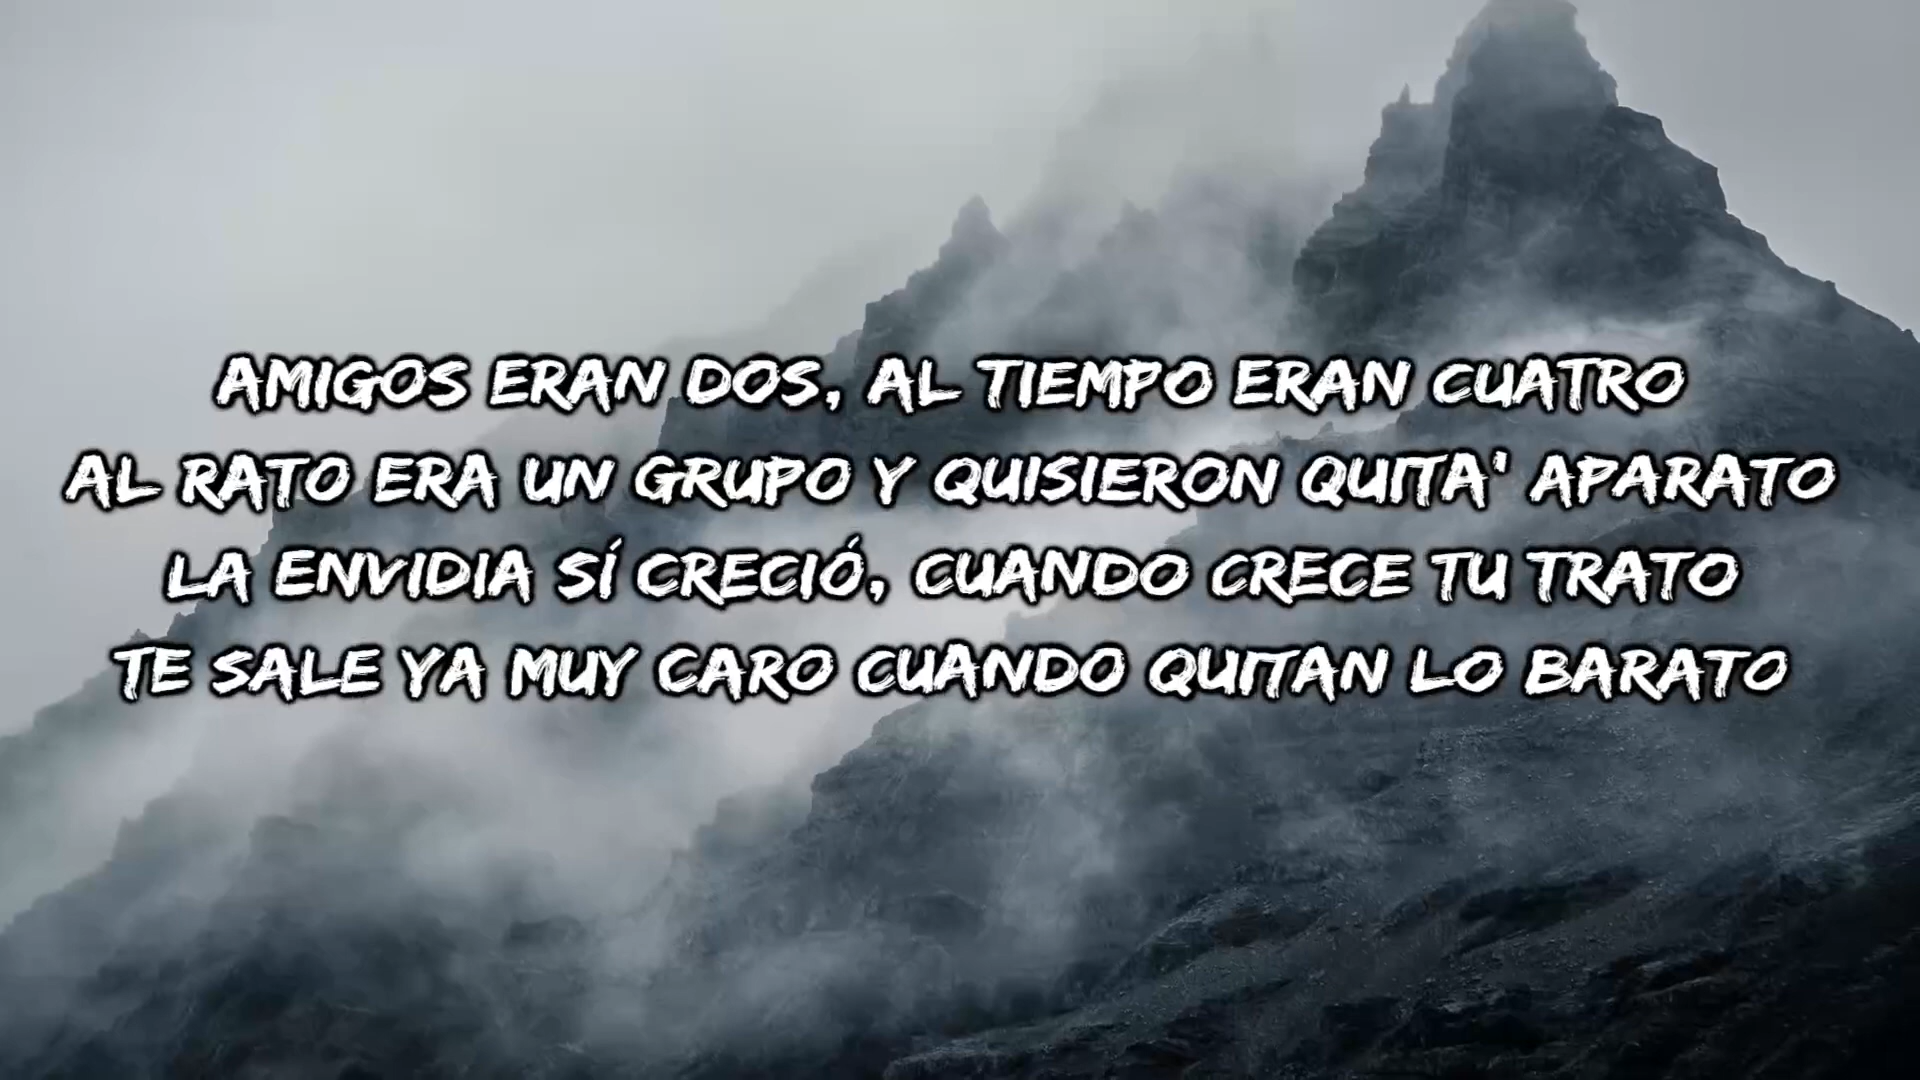 AMIGOS ERAN DOS, AL TIEMPO ERAN CUATRO
AL RATO ERA UN GRUPO Y QUISIERON QUITA' APARATO
LA ENVIDIA SÍ CRECIÓ, CUANDO CRECE TU TRATO
TE SALE YA MUY CARO CUANDO QUITAN LO BARATO